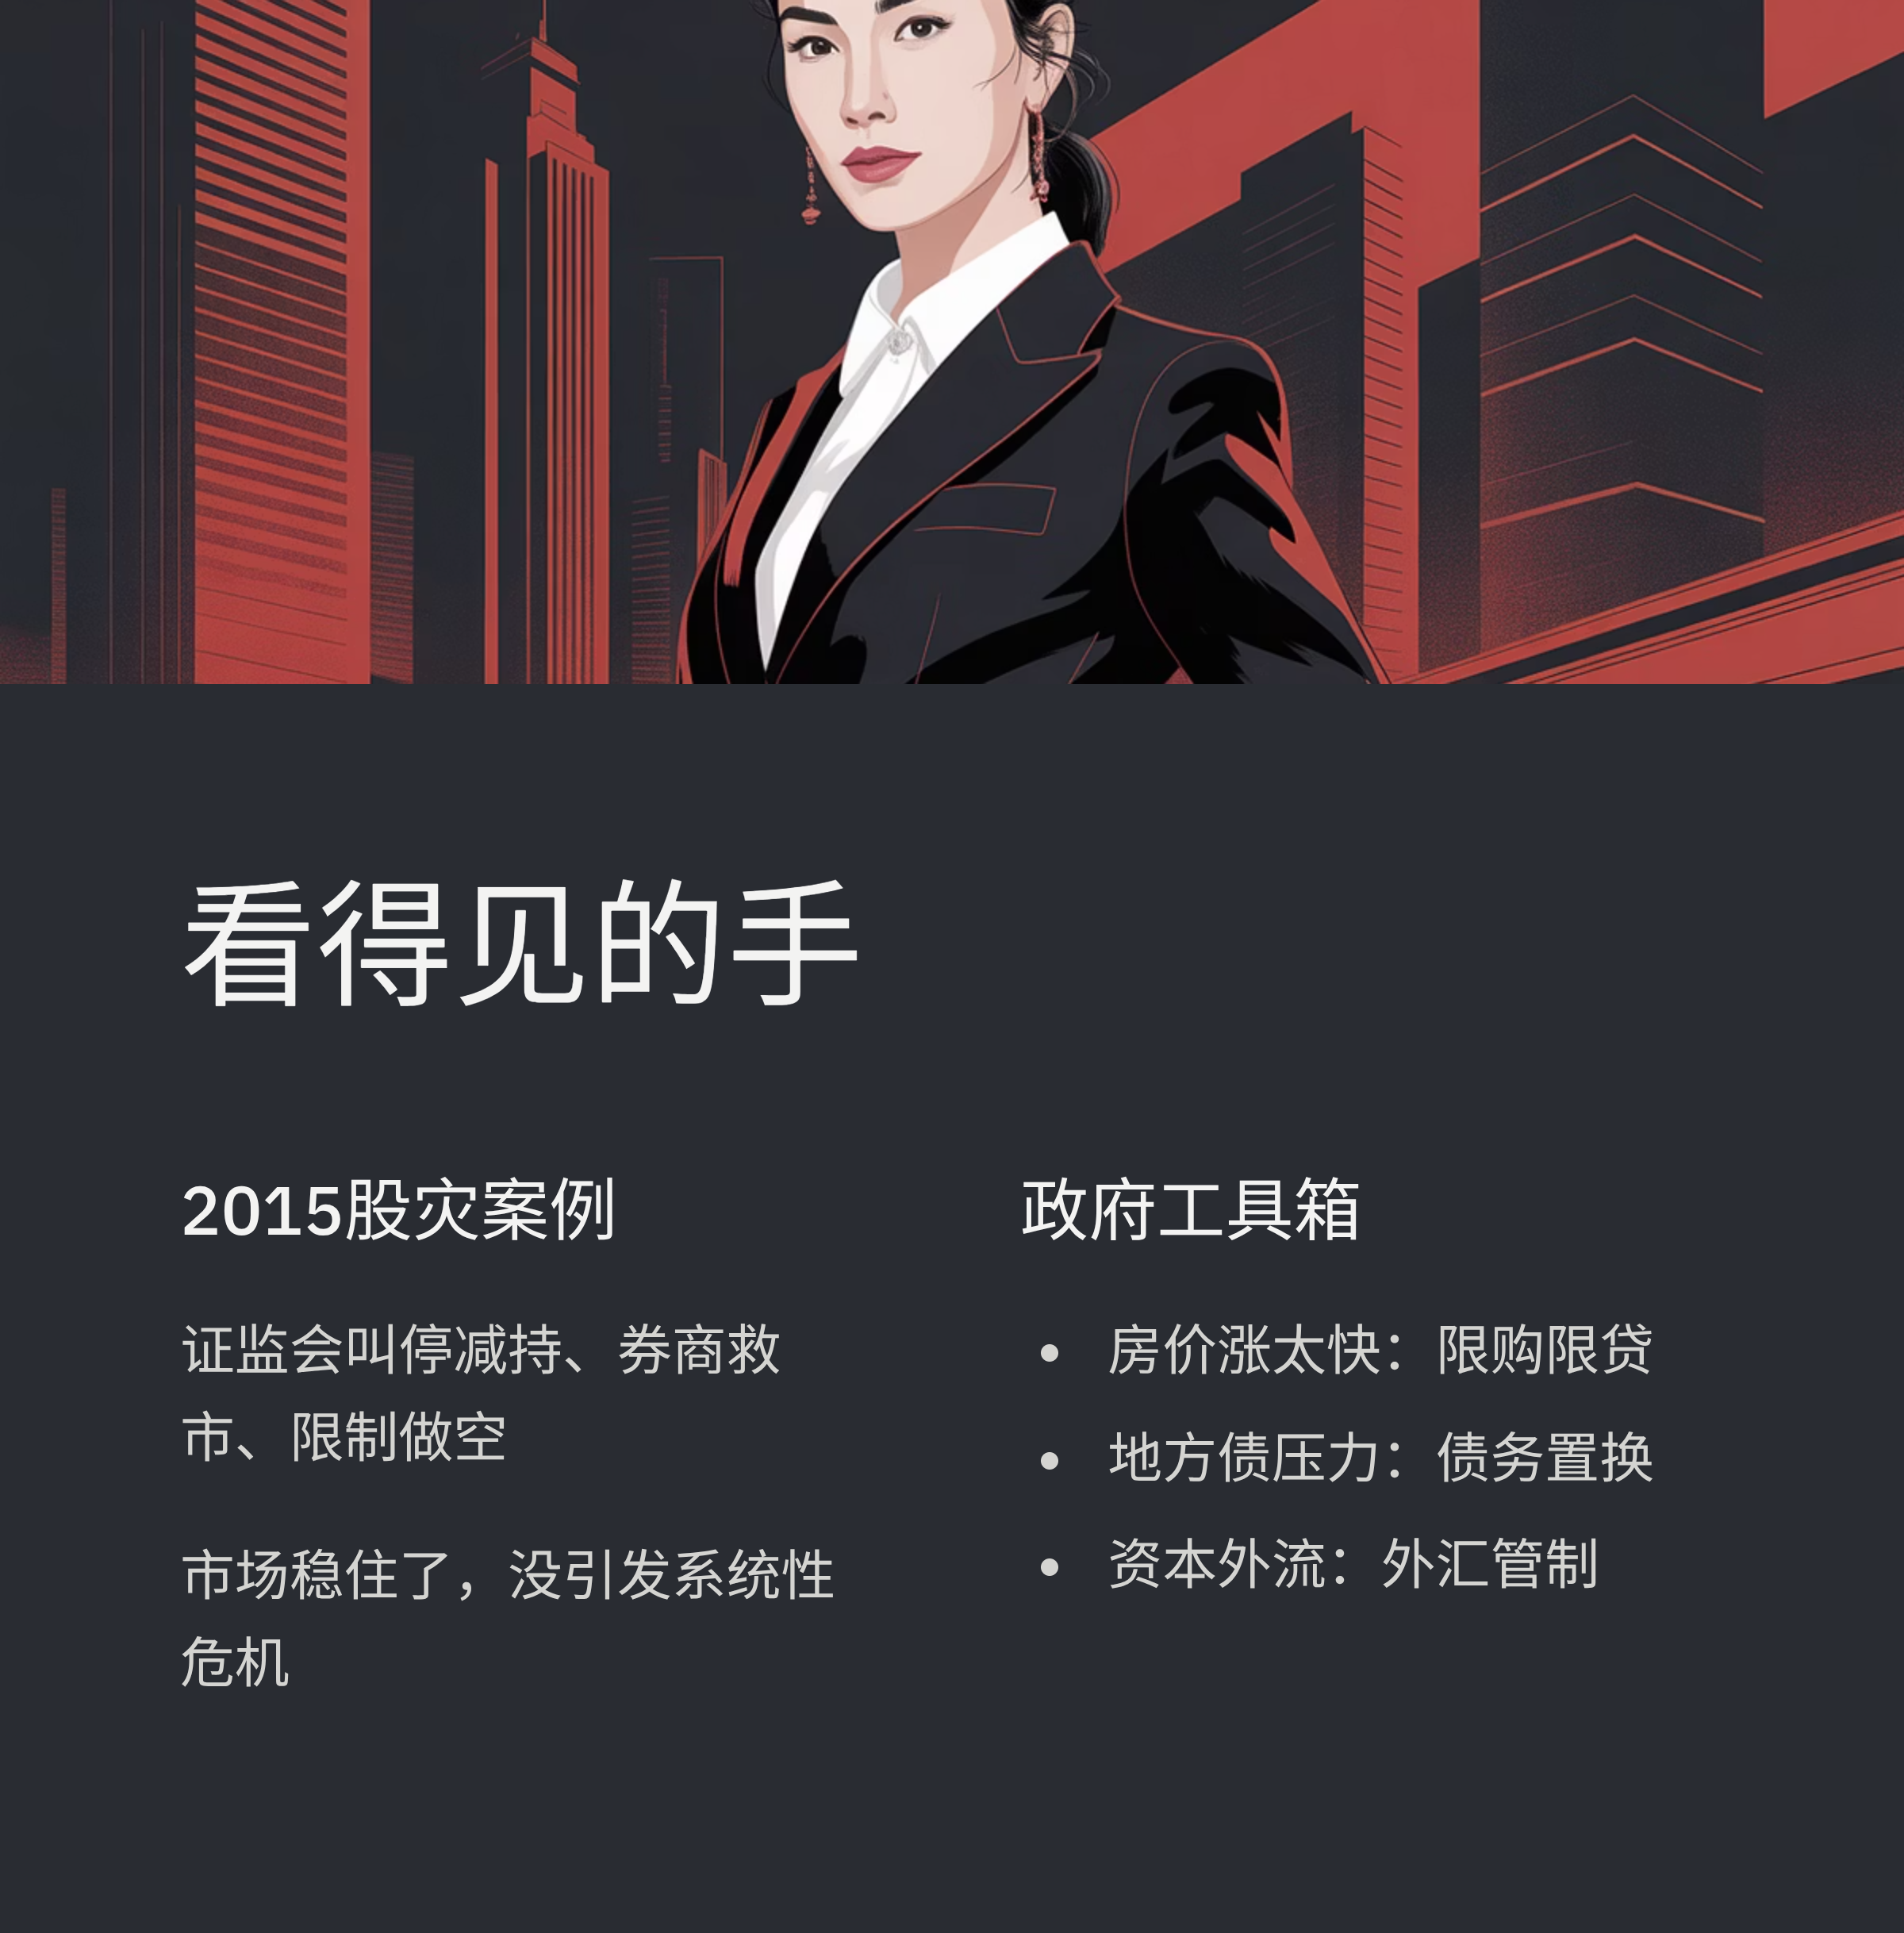 看得见的手
2015股灾案例
证监会叫停减持、券商救
市、限制做空
市场稳住了，没引发系统性
危机
政府工具箱
• 房价涨太快：限购限贷
• 地方债压力：债务置换
• 资本外流：外汇管制